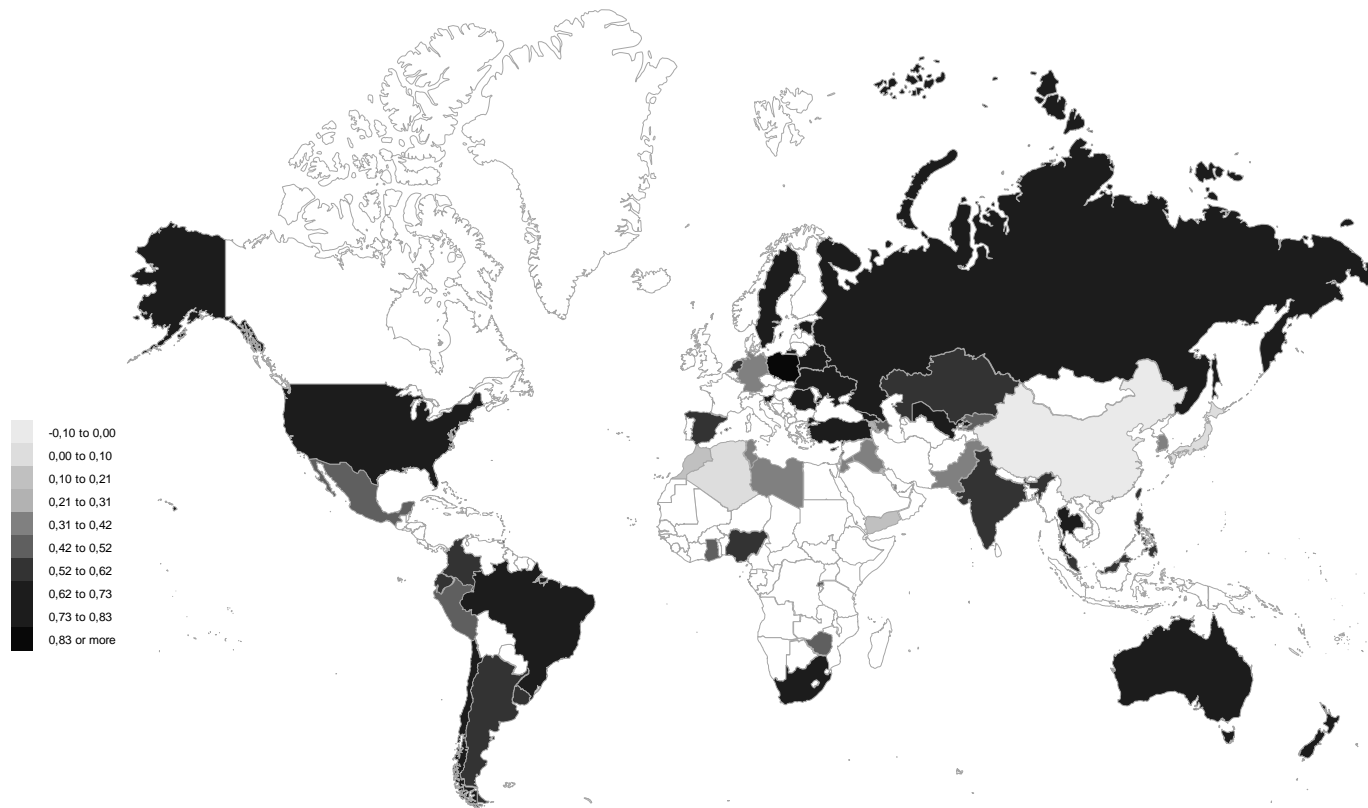 -0,10 to 0,00
0,00 to 0,10
0,10 to 0,21
0,21 to 0,31
0,31 to 0,42
0,42 to 0,52
0,52 to 0,62
0,62 to 0,73
0,73 to 0,83
0,83 or more